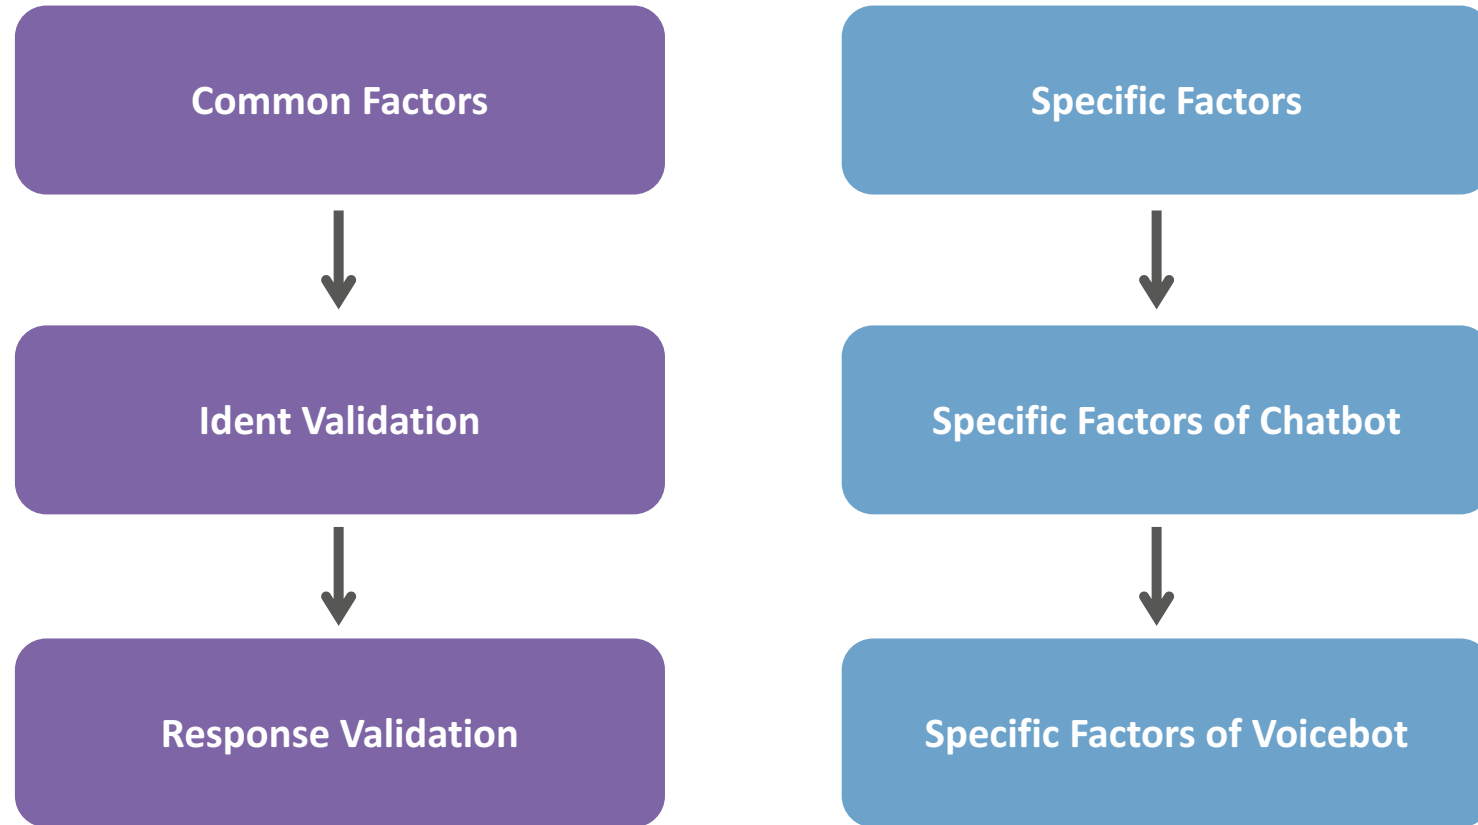 Common Factors
Specific Factors
Ident Validation
Specific Factors of Chatbot
Response Validation
Specific Factors of Voicebot